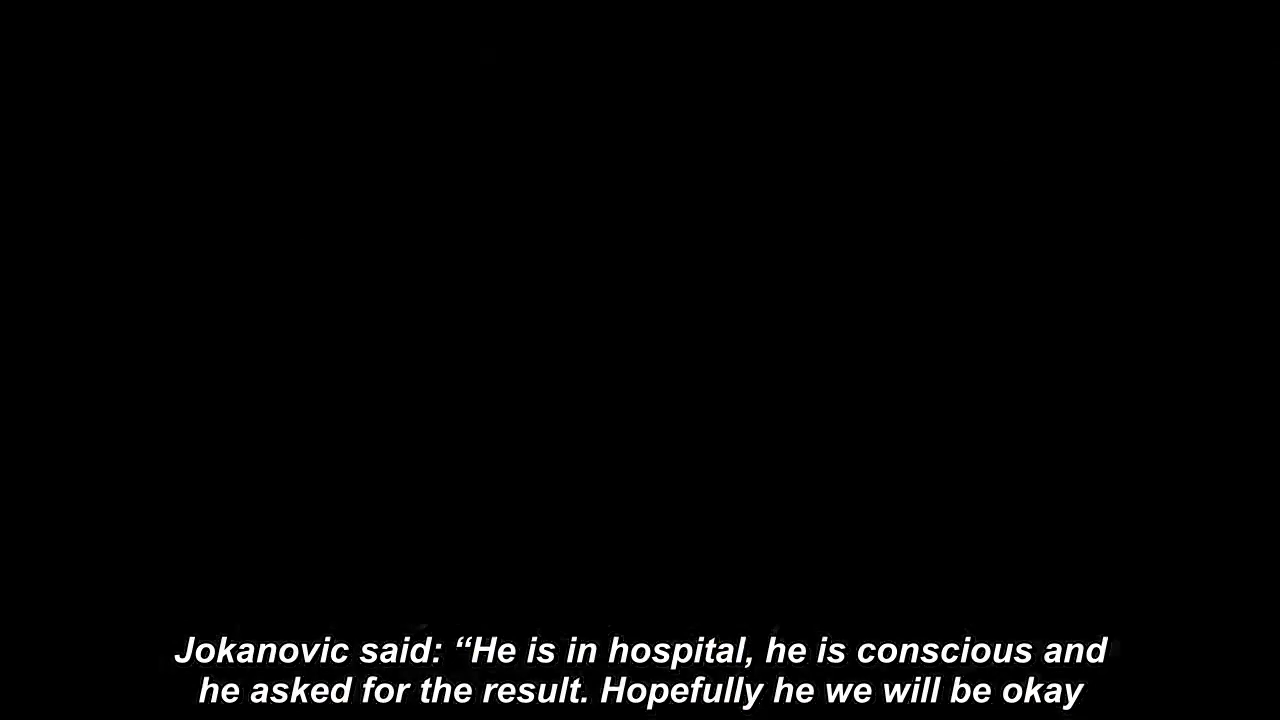 Jokanovic said: “He is in hospital, he is conscious and
he asked for the result. Hopefully he we will be okay